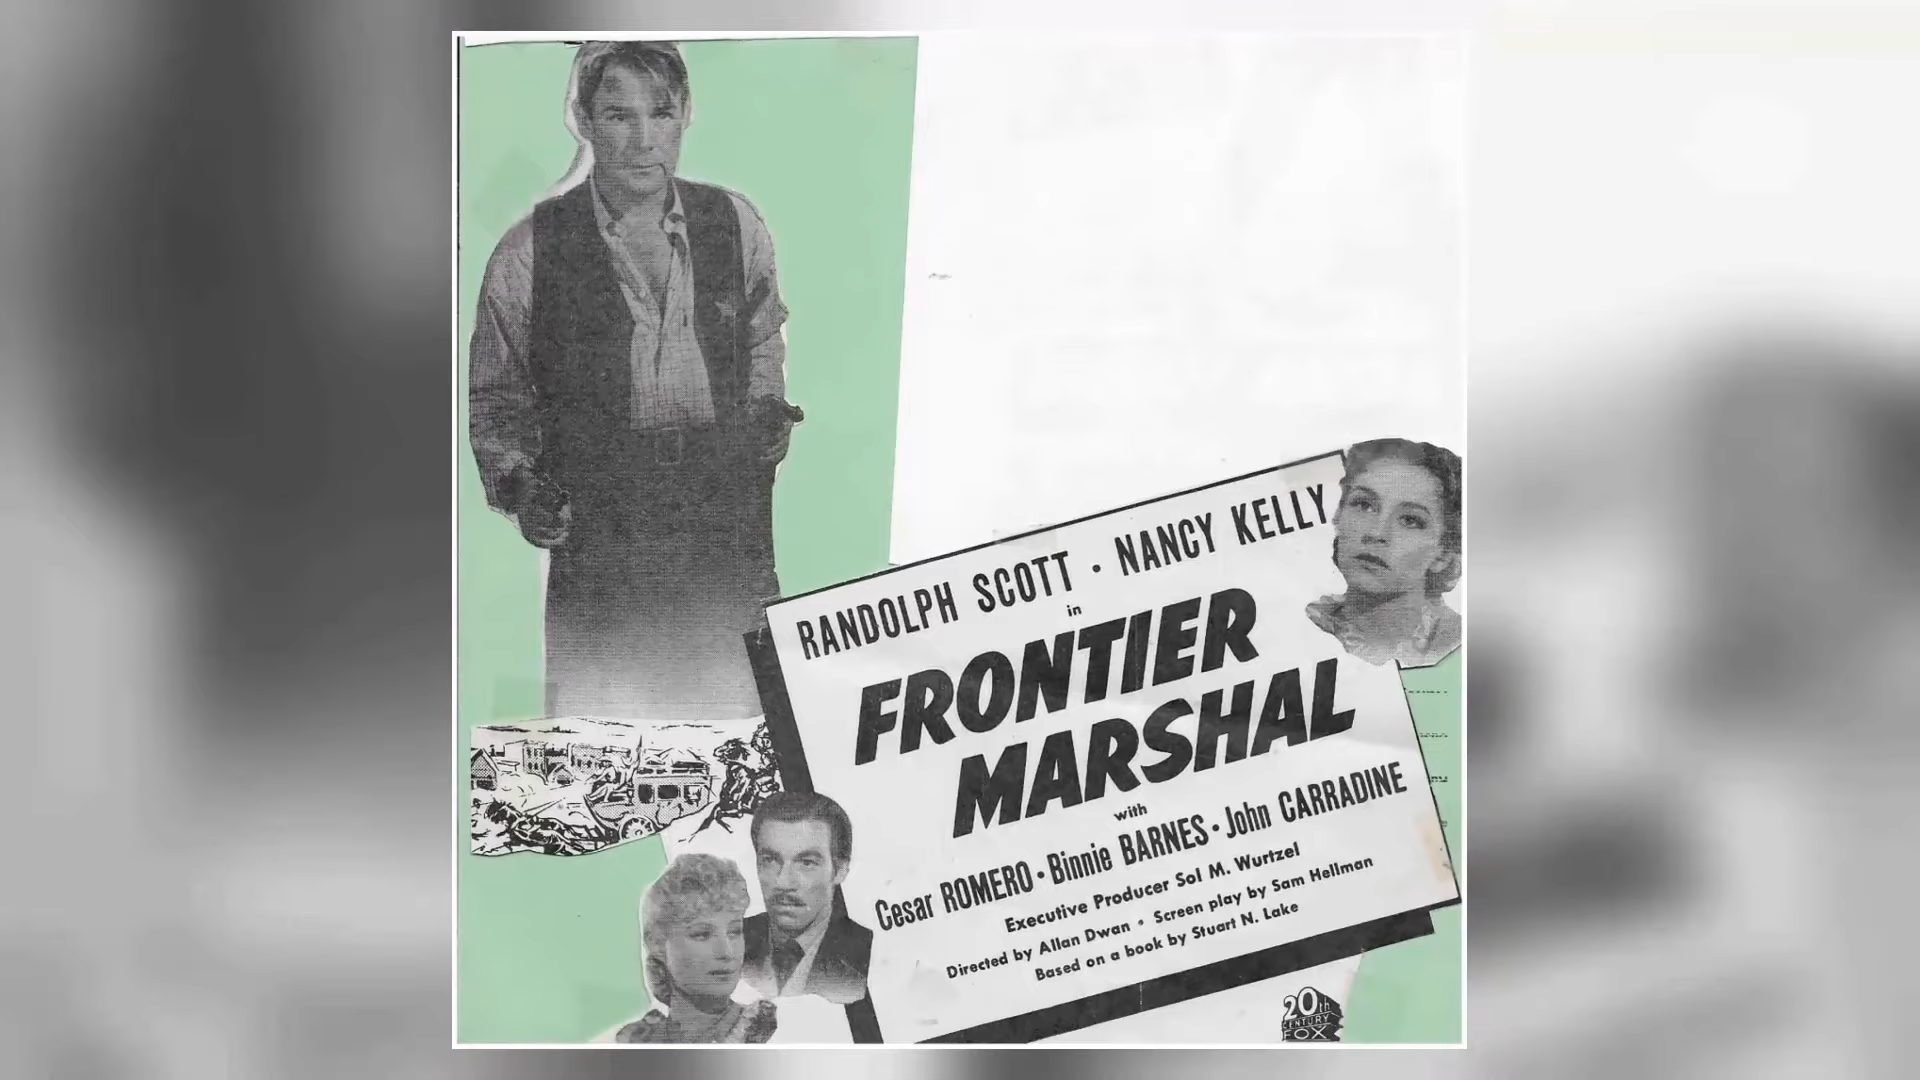 RANDOLPH SCOTT • NANCY KELLY
in
FRONTIER
MARSHAL
with
Cesar ROMERO • Binnie BARNES • John CARRADINE
Executive Producer Sol M. Wurtzel
Directed by Allan Dwan • Screen play by Sam Hellman
Based on a book by Stuart N. Lake
20th
CENTURY
FOX